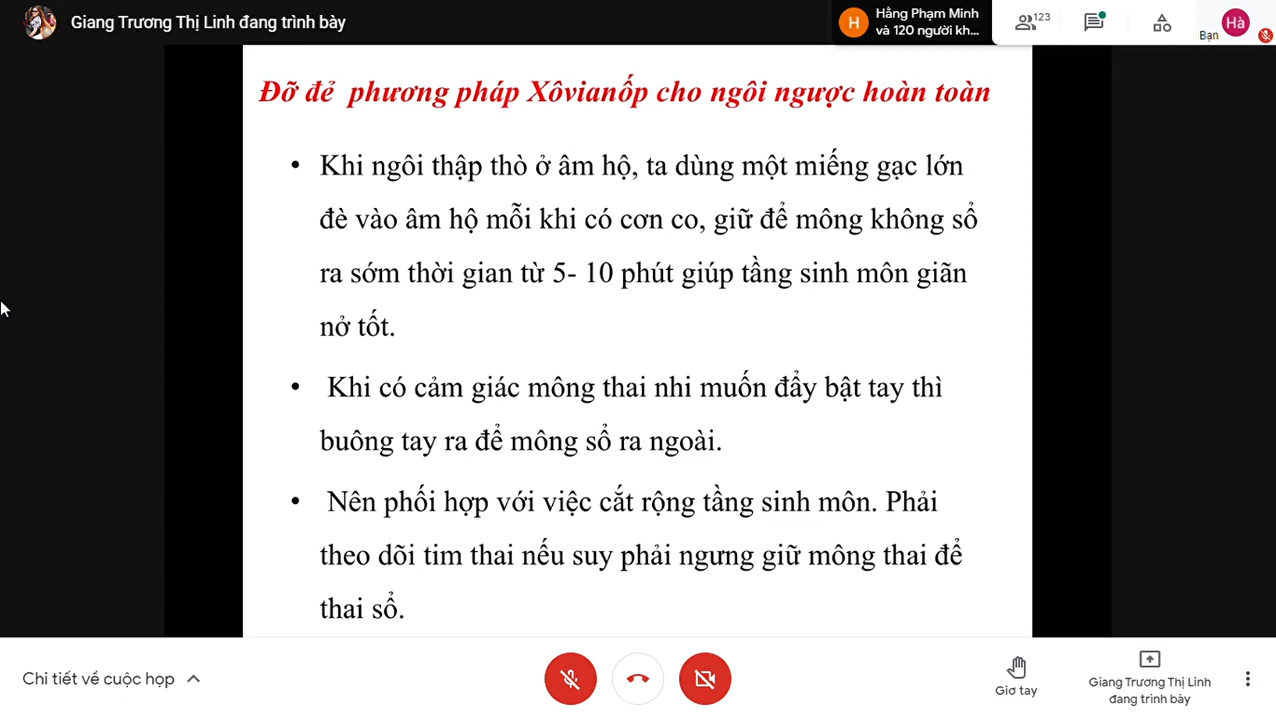 Giang Trương Thị Linh đang trình bày
H
Hằng Phạm Minh
và 120 người kh...
123
Hà
Bạn
Đỡ đẻ phương pháp Xôvianốp cho ngôi ngược hoàn toàn
• Khi ngôi thập thò ở âm hộ, ta dùng một miếng gạc lớn
đè vào âm hộ mỗi khi có cơn co, giữ để mông không sổ
ra sớm thời gian từ 5- 10 phút giúp tầng sinh môn giãn
nở tốt.
• Khi có cảm giác mông thai nhi muốn đẩy bật tay thì
buông tay ra để mông sổ ra ngoài.
• Nên phối hợp với việc cắt rộng tầng sinh môn. Phải
theo dõi tim thai nếu suy phải ngưng giữ mông thai để
thai sổ.
Chi tiết về cuộc họp
Giơ tay
Giang Trương Thị Linh
đang trình bày